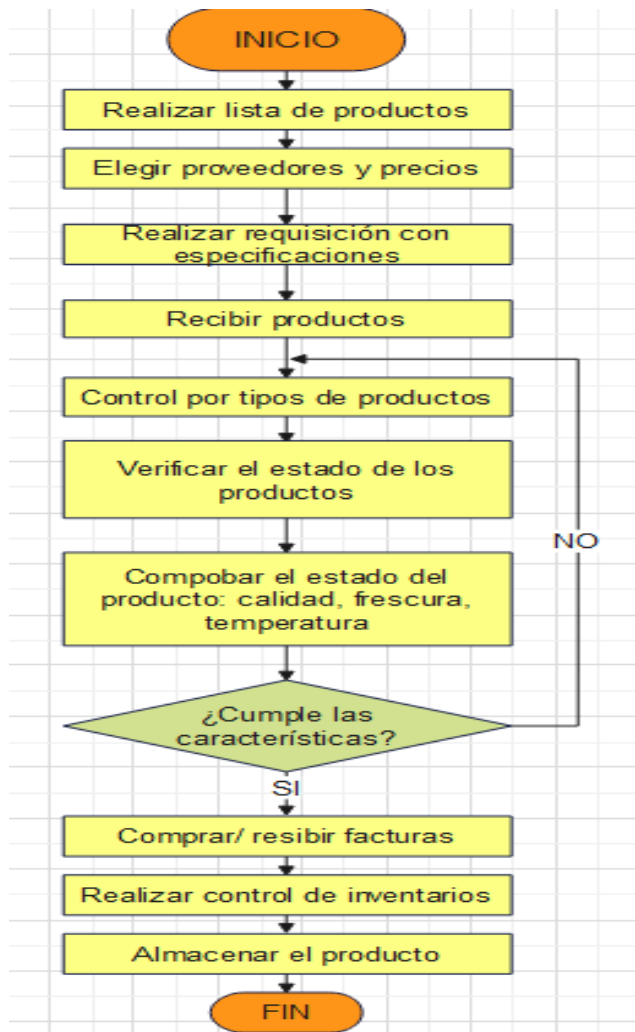 INICIO
Realizar lista de productos
Elegir proveedores y precios
Realizar requisición con
especificaciones
Recibir productos
Control por tipos de productos
Verificar el estado de los
productos
NO
Compobar el estado del
producto: calidad, frescura,
temperatura
¿Cumple las
características?
SI
Comprar/ resibir facturas
Realizar control de inventarios
Almacenar el producto
FIN